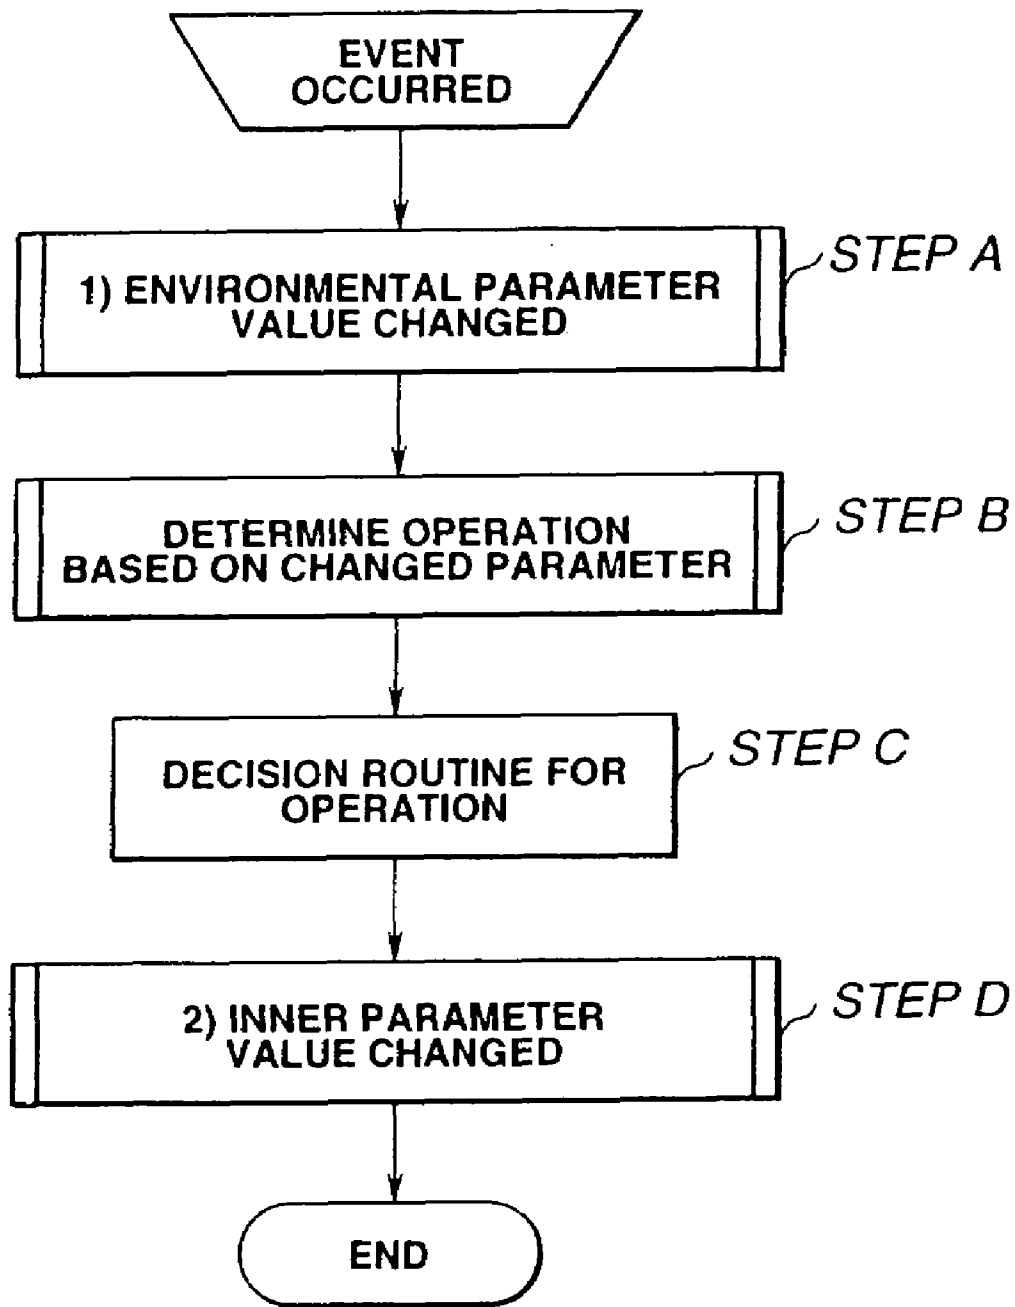 EVENT
OCCURRED
1) ENVIRONMENTAL PARAMETER
VALUE CHANGED
STEP A
DETERMINE OPERATION
BASED ON CHANGED PARAMETER
STEP B
DECISION ROUTINE FOR
OPERATION
STEP C
2) INNER PARAMETER
VALUE CHANGED
STEP D
END